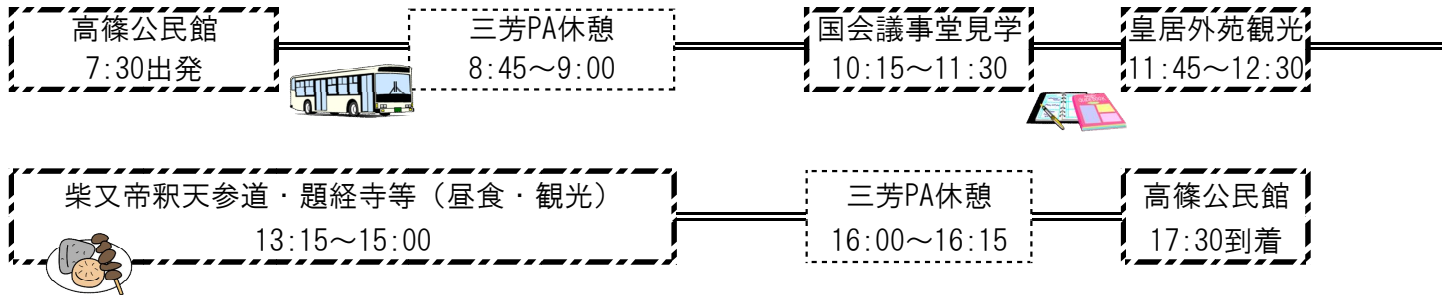 高篠公民館
7:30出発
三芳PA休憩
8:45～9:00
国会議事堂見学
10:15～11:30
皇居外苑観光
11:45～12:30
柴又帝釈天参道・題経寺等（昼食・観光）
13:15～15:00
三芳PA休憩
16:00～16:15
高篠公民館
17:30到着